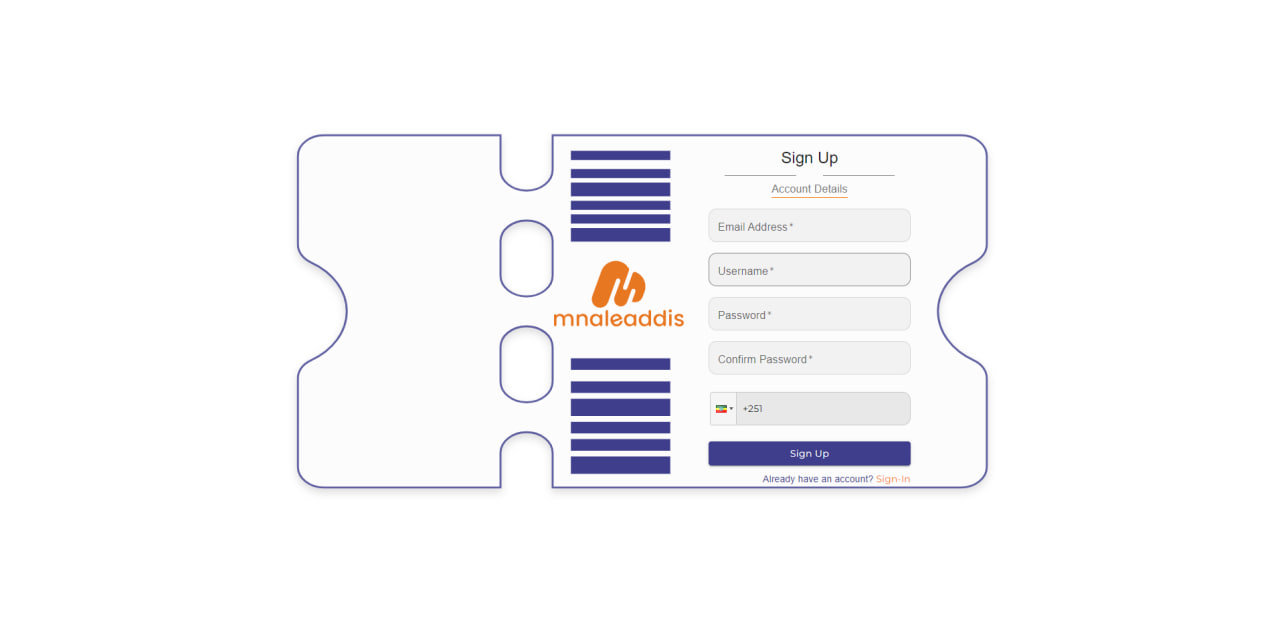 Sign Up
Account Details
Email Address *
Username *
mnaleaddis
Password *
Confirm Password *
+251
Sign Up
Already have an account? Sign-In